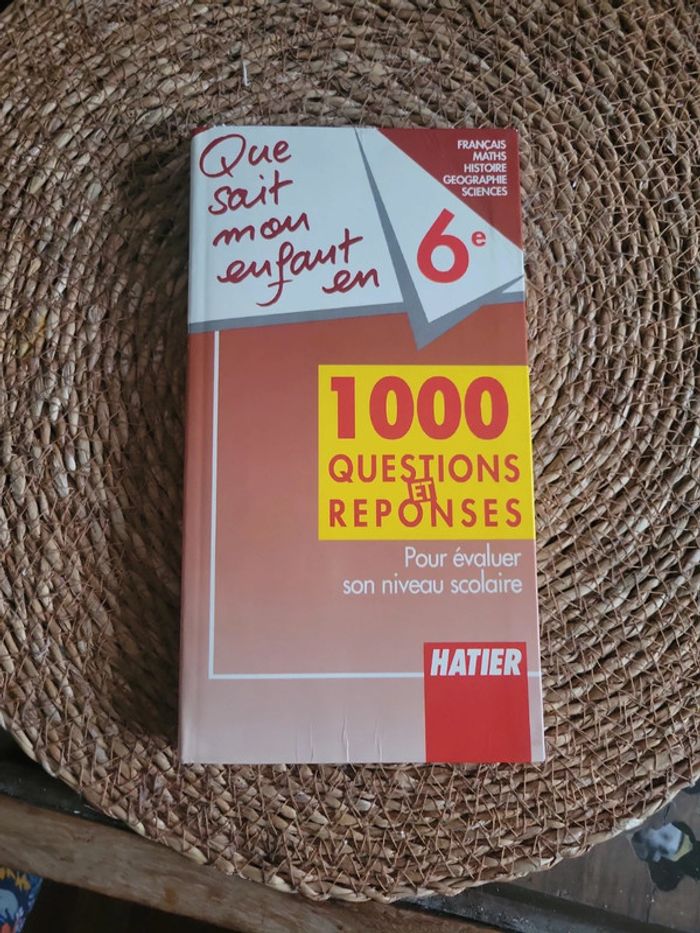 Que
sait
mon
enfant
en
6e
FRANÇAIS
MATHS
HISTOIRE
GEOGRAPHIE
SCIENCES
1000
QUESTIONS
ET
REPONSES
Pour évaluer
son niveau scolaire
HATIER